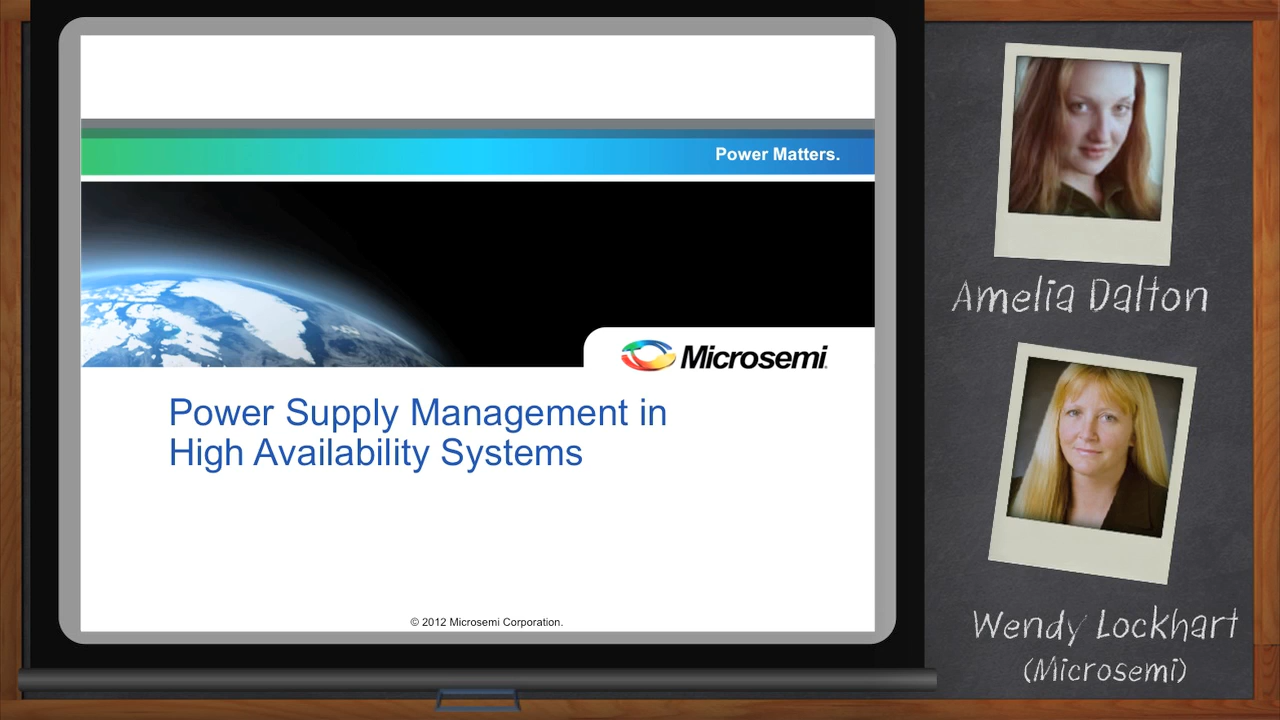 Power Matters.
Microsemi
Power Supply Management in
High Availability Systems
© 2012 Microsemi Corporation.
Amelia Dalton
Wendy Lockhart
(Microsemi)